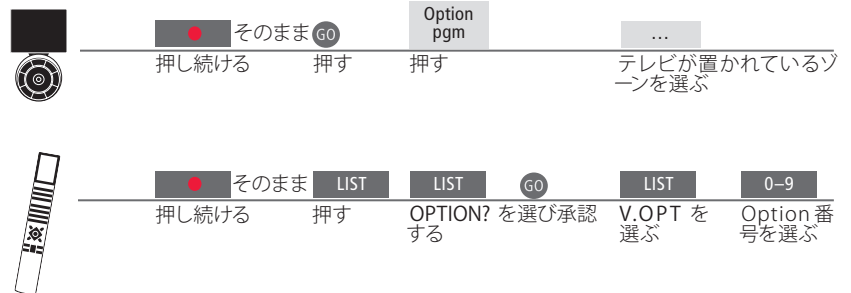 Option
pgm
そのまま GO
...
押し続ける 押す 押す テレビが置かれているゾ
ーンを選ぶ
そのまま LIST LIST GO LIST 0–9
押し続ける 押す OPTION? を選び承認 V.OPT を Option 番
する 選ぶ 号を選ぶ